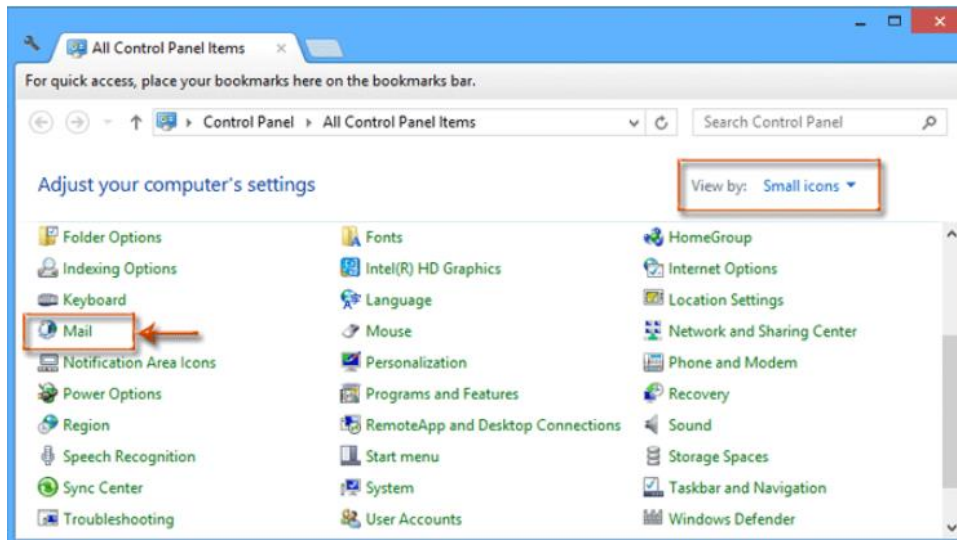 All Control Panel Items
For quick access, place your bookmarks here on the bookmarks bar.
Control Panel All Control Panel Items Search Control Panel
Adjust your computer's settings View by: Small icons
Folder Options Fonts HomeGroup
Indexing Options Intel(R) HD Graphics Internet Options
Keyboard Language Location Settings
Mail Mouse Network and Sharing Center
Notification Area Icons Personalization Phone and Modem
Power Options Programs and Features Recovery
Region RemoteApp and Desktop Connections Sound
Speech Recognition Start menu Storage Spaces
Sync Center System Taskbar and Navigation
Troubleshooting User Accounts Windows Defender